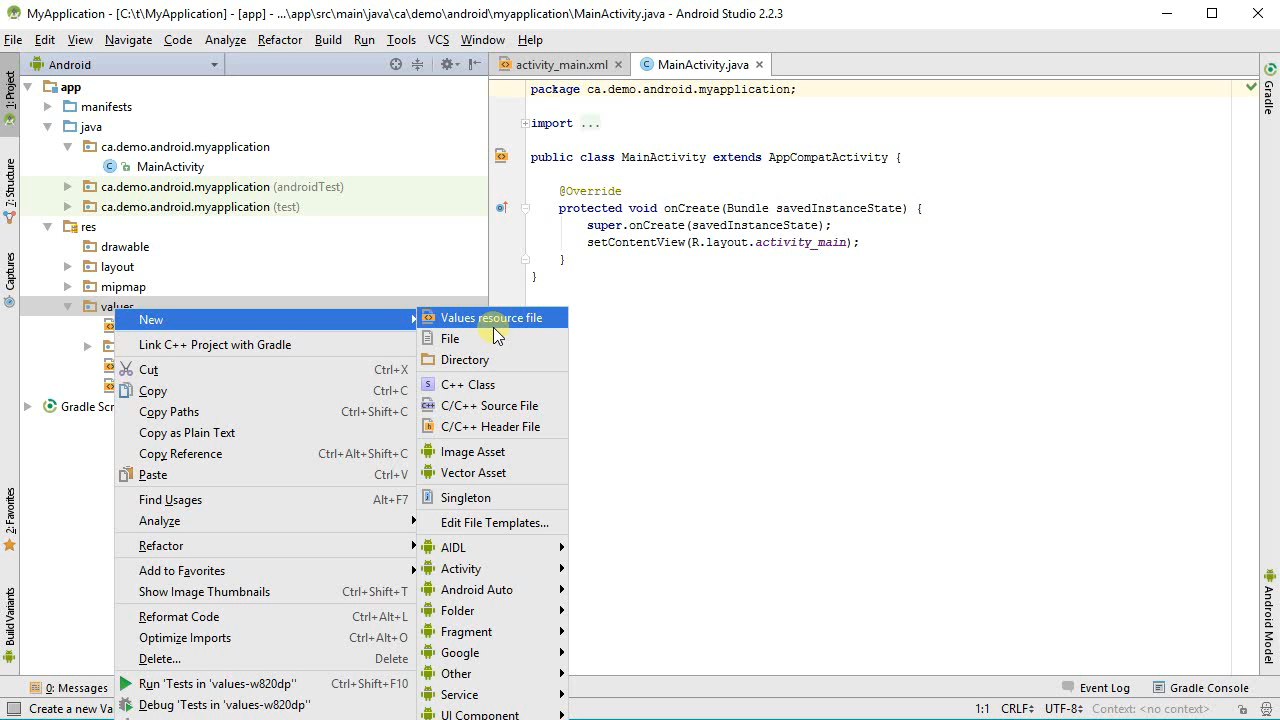 MyApplication - [C:\t\MyApplication] - [app] - ...\app\src\main\java\ca\demo\android\myapplication\MainActivity.java - Android Studio 2.2.3
File Edit View Navigate Code Analyze Refactor Build Run Tools VCS Window Help
Android
activity_main.xml
MainActivity.java
1: Project
7: Structure
Captures
2: Favorites
Build Variants
app
manifests
java
ca.demo.android.myapplication
MainActivity
ca.demo.android.myapplication (androidTest)
ca.demo.android.myapplication (test)
res
drawable
layout
mipmap
values
Gradle Scr
package ca.demo.android.myapplication;
import ...
public class MainActivity extends AppCompatActivity {
@Override
protected void onCreate(Bundle savedInstanceState) {
super.onCreate(savedInstanceState);
setContentView(R.layout.activity_main);
}
}
New
Link C++ Project with Gradle
Cut Ctrl+X
Copy Ctrl+C
Copy Paths Ctrl+Shift+C
Copy as Plain Text
Copy Reference Ctrl+Alt+Shift+C
Paste Ctrl+V
Find Usages Alt+F7
Analyze
Refactor
Add to Favorites
Show Image Thumbnails Ctrl+Shift+T
Reformat Code Ctrl+Alt+L
Optimize Imports Ctrl+Alt+O
Delete... Delete
Run 'Tests in 'values-w820dp'' Ctrl+Shift+F10
Debug 'Tests in 'values-w820dp''
Values resource file
File
Directory
C++ Class
C/C++ Source File
C/C++ Header File
Image Asset
Vector Asset
Singleton
Edit File Templates...
AIDL
Activity
Android Auto
Folder
Fragment
Google
Other
Service
UI Component
Gradle
Android Model
0: Messages
Event Log
Gradle Console
Create a new Va
1:1 CRLF UTF-8 Context: <no context>